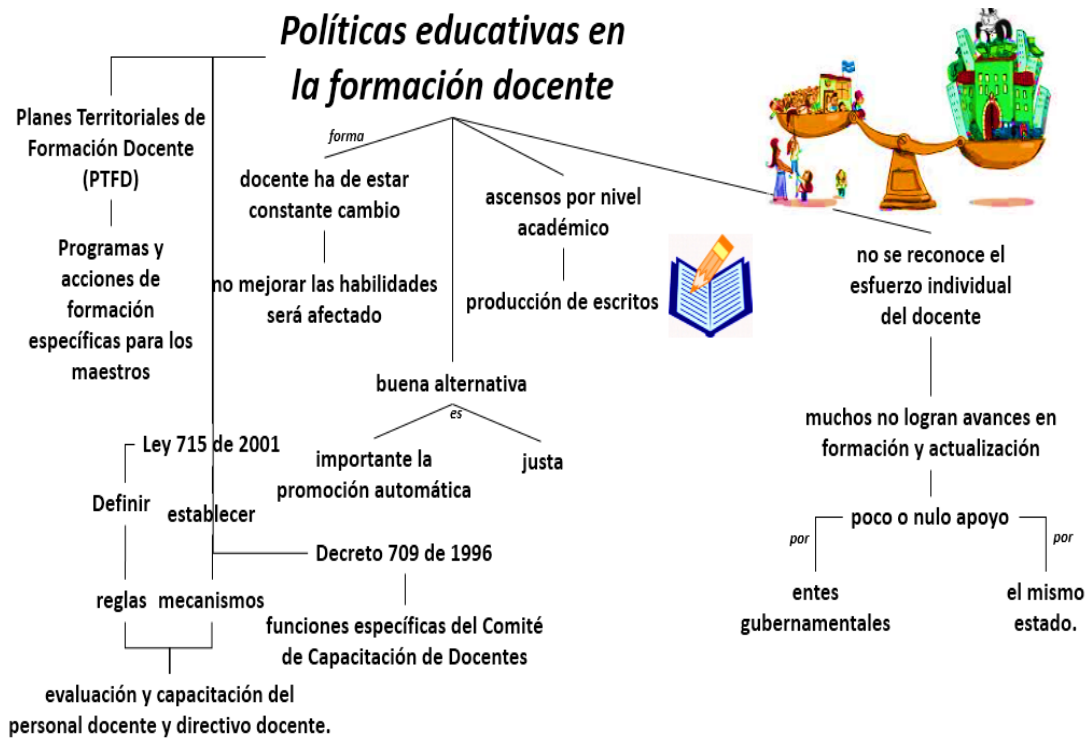 Políticas educativas en
la formación docente
Planes Territoriales de
Formación Docente
(PTFD)
Programas y
acciones de
formación
específicas para los
maestros
Ley 715 de 2001
Definir
establecer
reglas
mecanismos
evaluación y capacitación del
personal docente y directivo docente.
Decreto 709 de 1996
funciones específicas del Comité
de Capacitación de Docentes
forma
docente ha de estar
constante cambio
no mejorar las habilidades
será afectado
ascensos por nivel
académico
producción de escritos
buena alternativa
es
importante la
promoción automática
justa
no se reconoce el
esfuerzo individual
del docente
muchos no logran avances en
formación y actualización
poco o nulo apoyo
por
por
entes
gubernamentales
el mismo
estado.